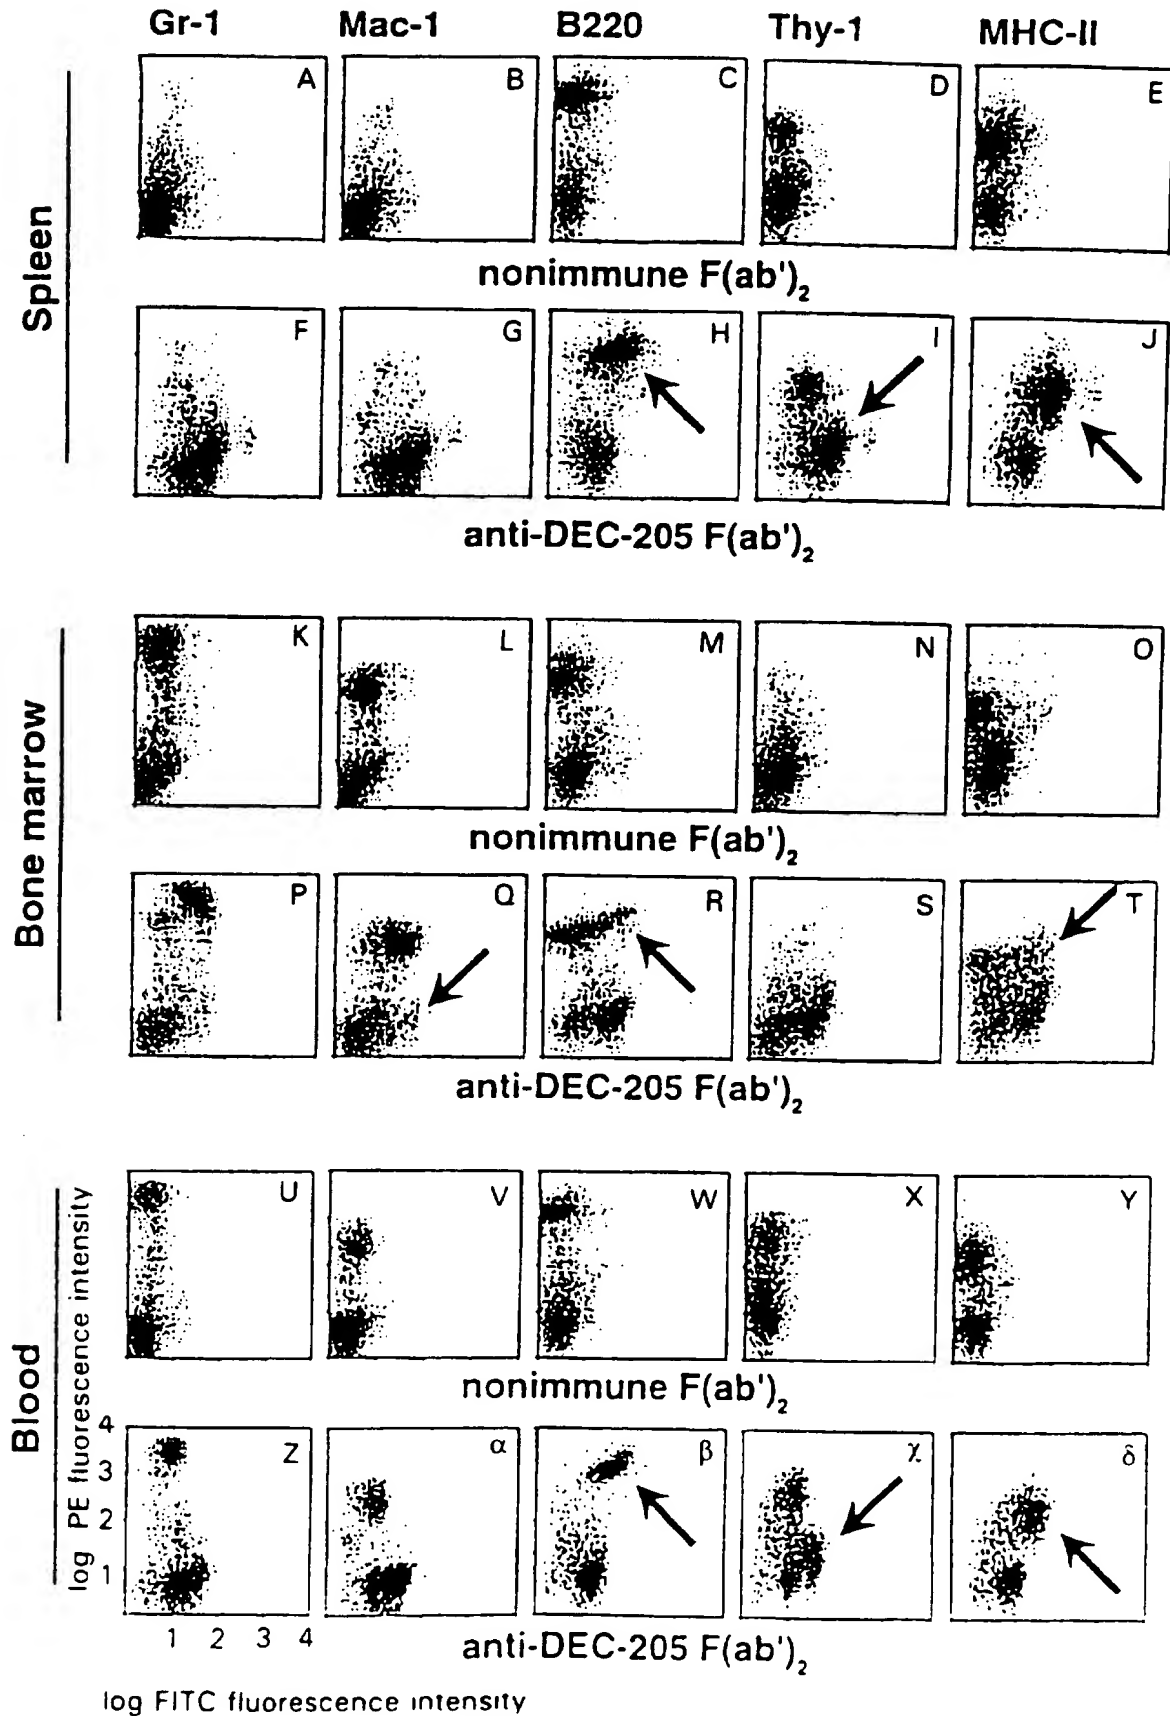 Gr-1 Mac-1 B220 Thy-1 MHC-II
Spleen
A B C D E
nonimmune F(ab')2
F G H I J
anti-DEC-205 F(ab')2
Bone marrow
K L M N O
nonimmune F(ab')2
P Q R S T
anti-DEC-205 F(ab')2
Blood
U V W X Y
nonimmune F(ab')2
log PE fluorescence intensity
4
3
2
1
Z α β χ δ
1 2 3 4
anti-DEC-205 F(ab')2
log FITC fluorescence intensity